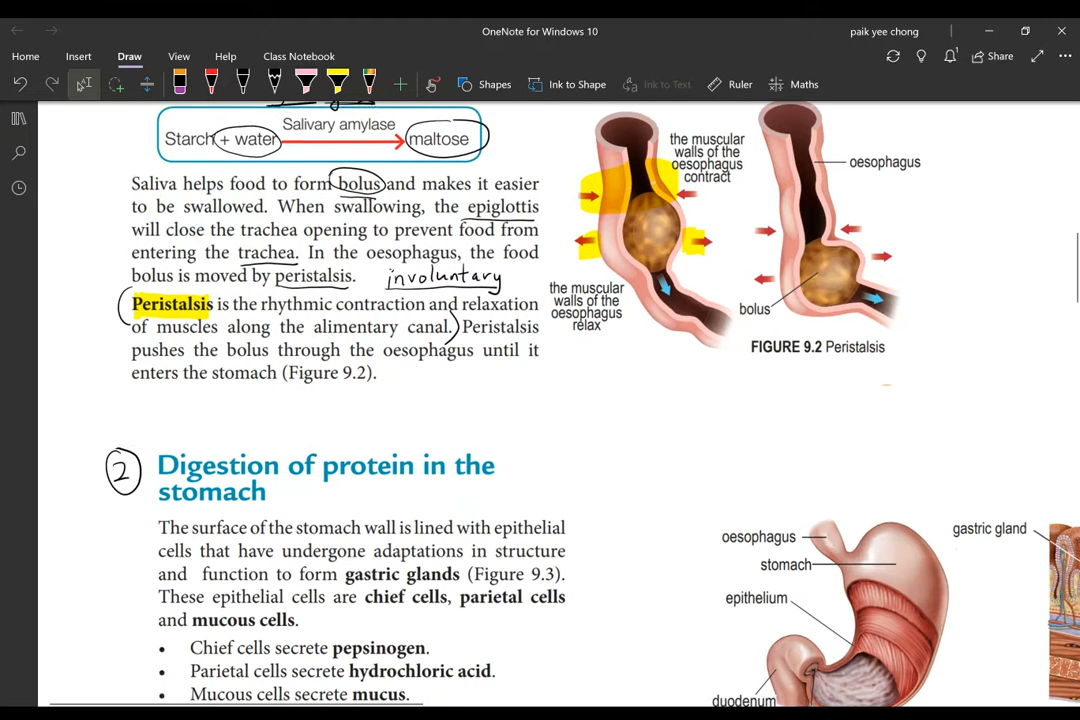 OneNote for Windows 10
paik yee chong
Home
Insert
Draw
View
Help
Class Notebook
Share
Shapes
Ink to Shape
Ink to Text
Ruler
Maths
Starch + water
Salivary amylase
maltose
Saliva helps food to form bolus and makes it easier
to be swallowed. When swallowing, the epiglottis
will close the trachea opening to prevent food from
entering the trachea. In the oesophagus, the food
bolus is moved by peristalsis.
involuntary
Peristalsis is the rhythmic contraction and relaxation
of muscles along the alimentary canal. Peristalsis
pushes the bolus through the oesophagus until it
enters the stomach (Figure 9.2).
the muscular
walls of the
oesophagus
contract
the muscular
walls of the
oesophagus
relax
oesophagus
bolus
FIGURE 9.2 Peristalsis
2
Digestion of protein in the
stomach
The surface of the stomach wall is lined with epithelial
cells that have undergone adaptations in structure
and function to form gastric glands (Figure 9.3).
These epithelial cells are chief cells, parietal cells
and mucous cells.
• Chief cells secrete pepsinogen.
• Parietal cells secrete hydrochloric acid.
• Mucous cells secrete mucus.
oesophagus
stomach
epithelium
duodenum
gastric gland